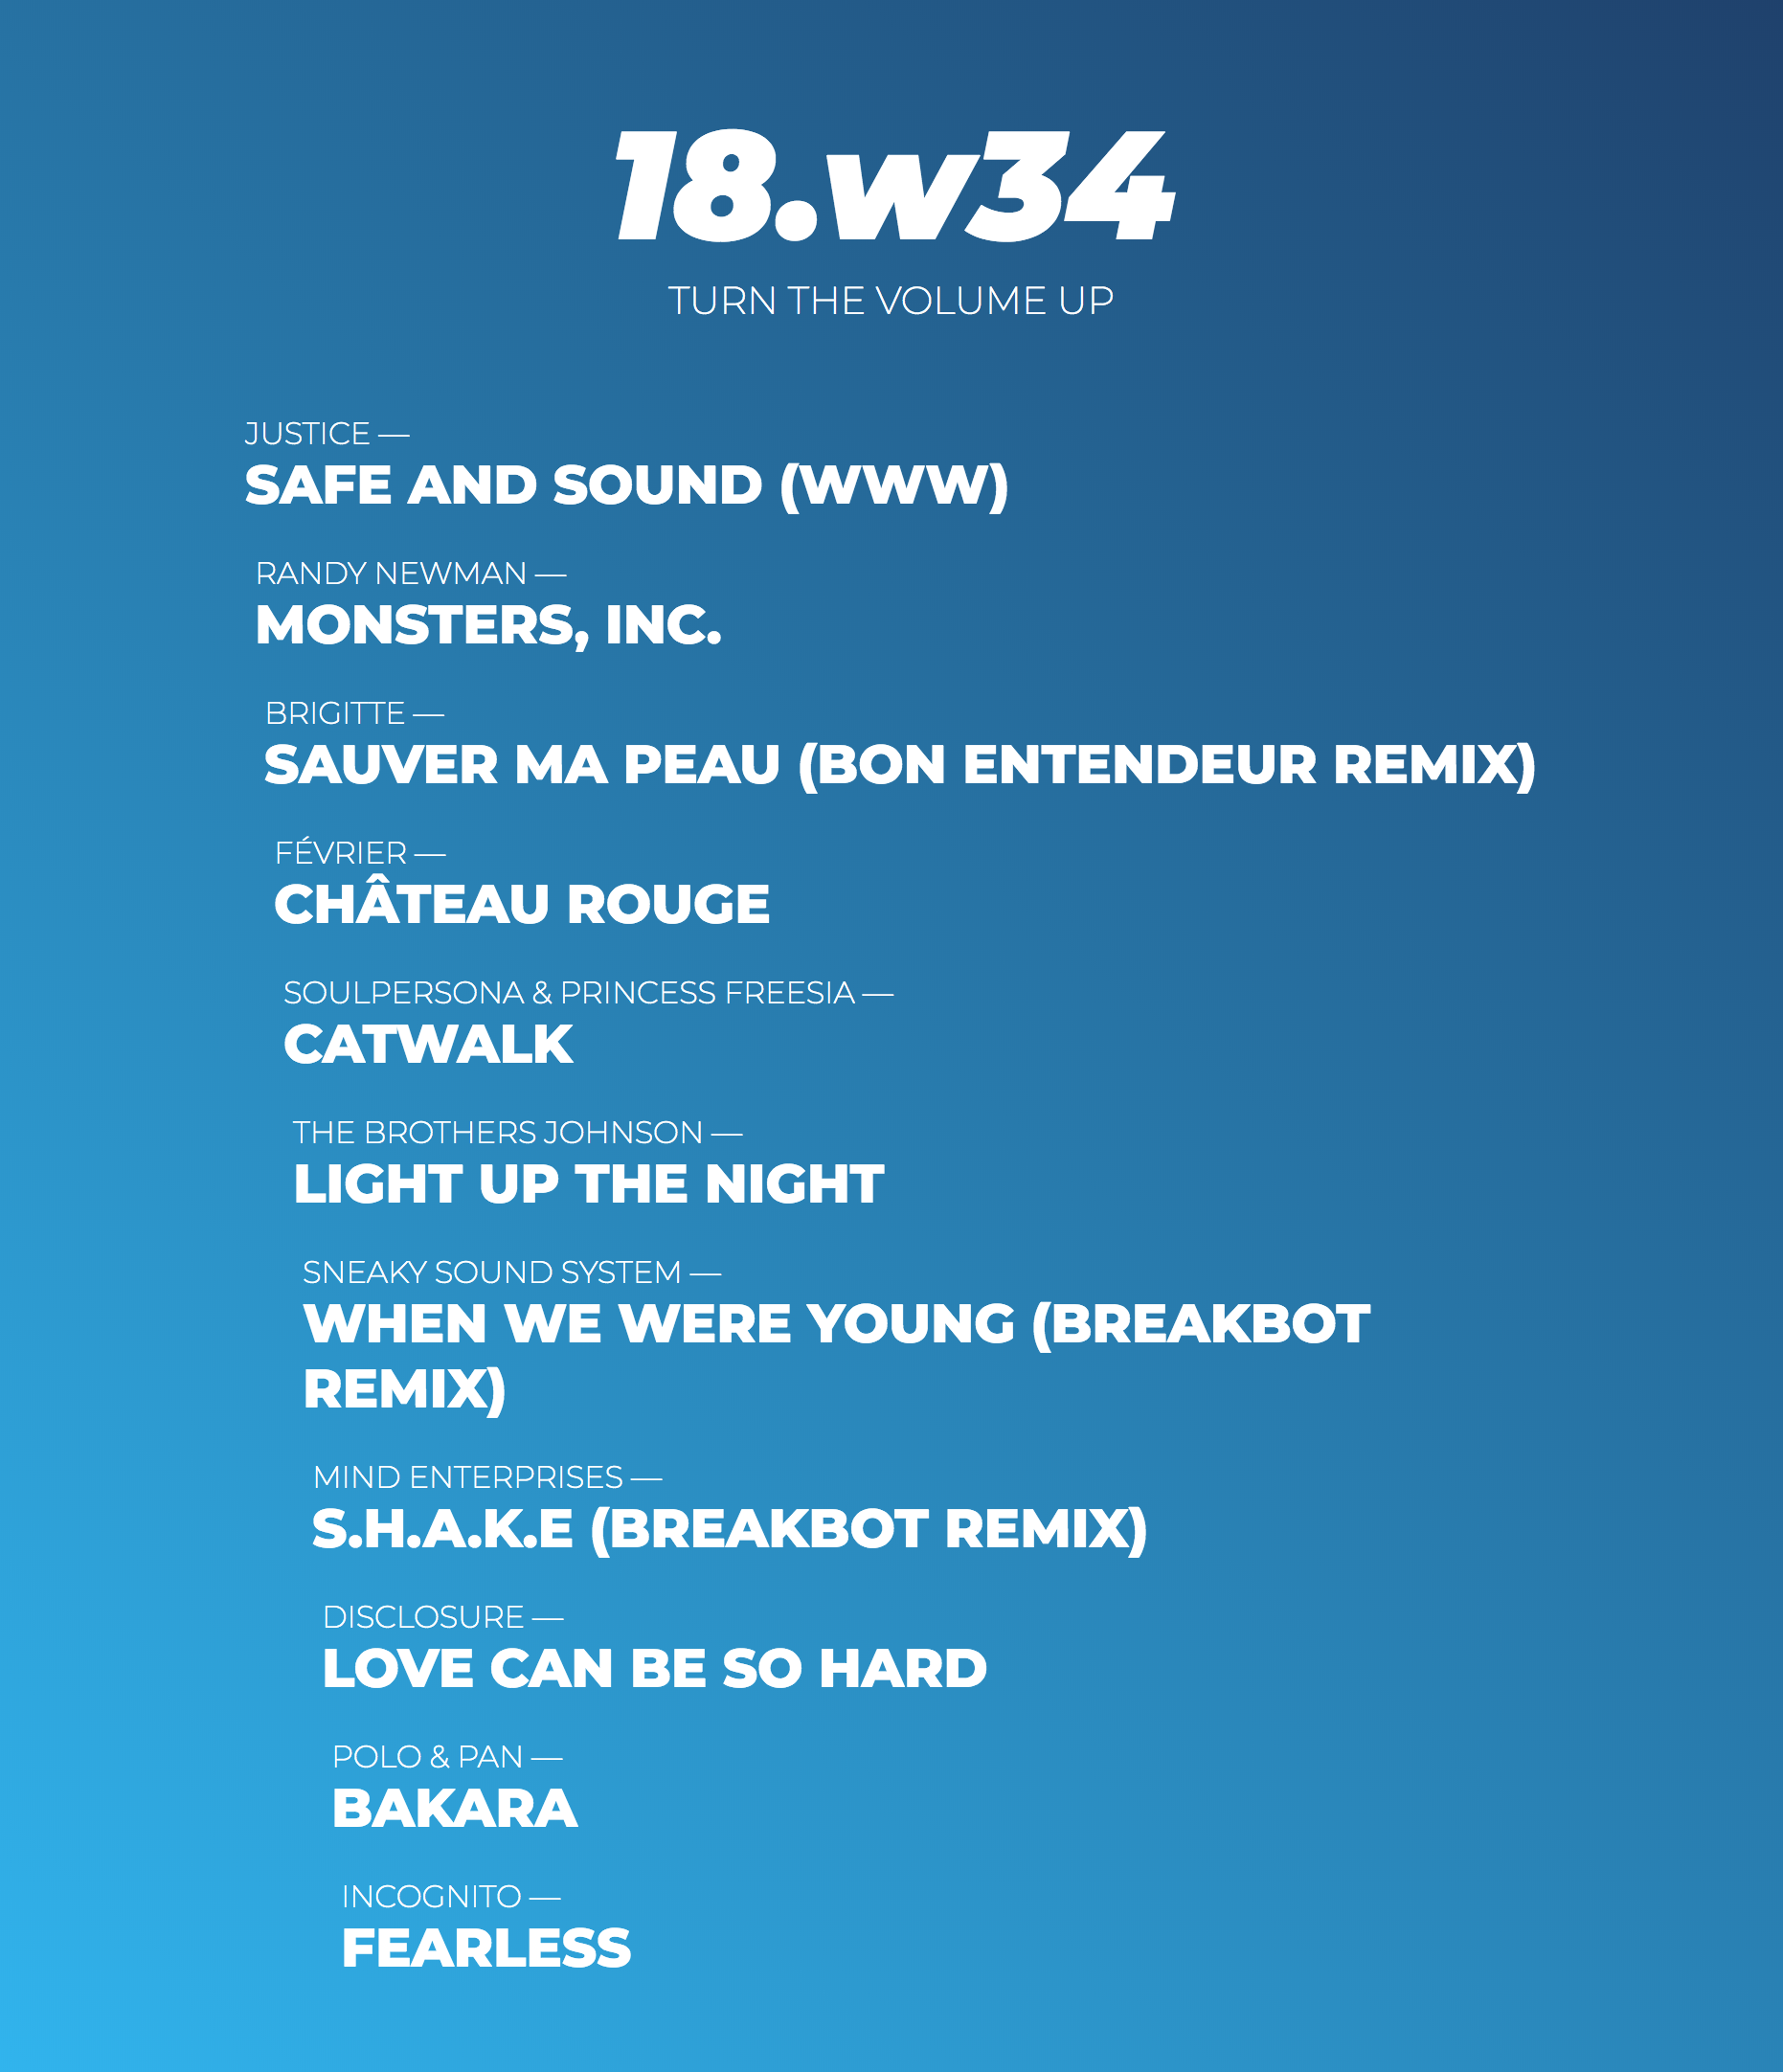 18.w34
TURN THE VOLUME UP
JUSTICE —
SAFE AND SOUND (WWW)
RANDY NEWMAN —
MONSTERS, INC.
BRIGITTE —
SAUVER MA PEAU (BON ENTENDEUR REMIX)
FÉVRIER —
CHÂTEAU ROUGE
SOULPERSONA & PRINCESS FREESIA —
CATWALK
THE BROTHERS JOHNSON —
LIGHT UP THE NIGHT
SNEAKY SOUND SYSTEM —
WHEN WE WERE YOUNG (BREAKBOT
REMIX)
MIND ENTERPRISES —
S.H.A.K.E (BREAKBOT REMIX)
DISCLOSURE —
LOVE CAN BE SO HARD
POLO & PAN —
BAKARA
INCOGNITO —
FEARLESS